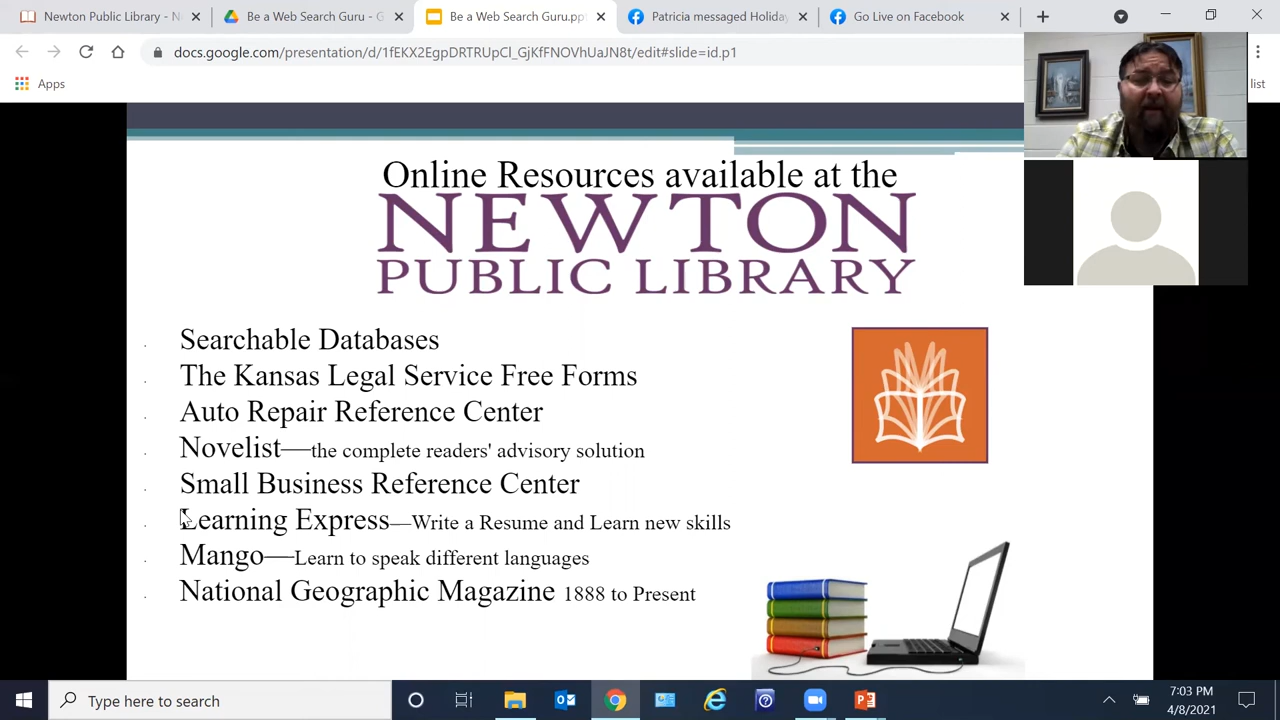 Newton Public Library - N
Be a Web Search Guru - G
Be a Web Search Guru.pp
Patricia messaged Holiday
Go Live on Facebook
docs.google.com/presentation/d/1fEKX2EgpDRTRUpCl_GjKfFNOVhUaJN8t/edit#slide=id.p1
Apps
list
Online Resources available at the
NEWTON
PUBLIC LIBRARY
Searchable Databases
The Kansas Legal Service Free Forms
Auto Repair Reference Center
Novelist—the complete readers' advisory solution
Small Business Reference Center
Learning Express—Write a Resume and Learn new skills
Mango—Learn to speak different languages
National Geographic Magazine 1888 to Present
Type here to search
7:03 PM
4/8/2021